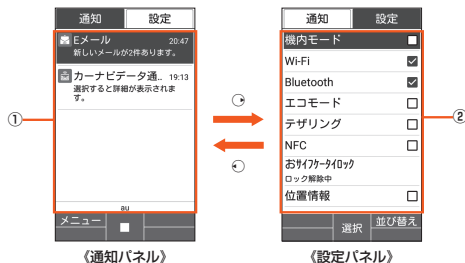 通知 設定
Eメール 20:47
新しいメールが2件あります。
カーナビデータ通… 19:13
選択すると詳細が表示されま
す。
au
メニュー
《通知パネル》
①
通知 設定
機内モード
Wi-Fi
Bluetooth
エコモード
テザリング
NFC
おサイフケータイロック
ロック解除中
位置情報
選択 並び替え
《設定パネル》
②